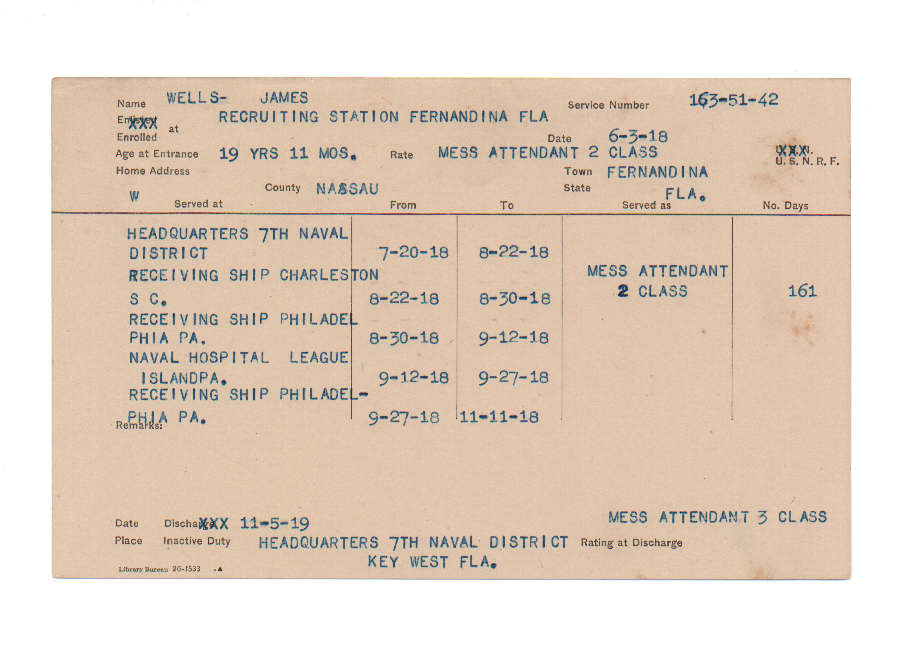 Name WELLS- JAMES Service Number 163-51-42
Enlisted XXX at RECRUITING STATION FERNANDINA FLA
Enrolled Date 6-3-18
Age at Entrance 19 YRS 11 MOS. Rate MESS ATTENDANT 2 CLASS XXX.
U. S. N. R. F.
Home Address Town FERNANDINA
W County NASSAU State FLA.
Served at From To Served as No. Days
HEADQUARTERS 7TH NAVAL
DISTRICT 7-20-18 8-22-18
RECEIVING SHIP CHARLESTON MESS ATTENDANT
S C. 8-22-18 8-30-18 2 CLASS 161
RECEIVING SHIP PHILADEL
PHIA PA. 8-30-18 9-12-18
NAVAL HOSPITAL LEAGUE
ISLANDPA. 9-12-18 9-27-18
RECEIVING SHIP PHILADEL-
PHIA PA. 9-27-18 11-11-18
Remarks:
Date Discharge XXX 11-5-19 MESS ATTENDANT 3 CLASS
Place Inactive Duty HEADQUARTERS 7TH NAVAL DISTRICT Rating at Discharge
KEY WEST FLA.
Library Bureau 20-1533